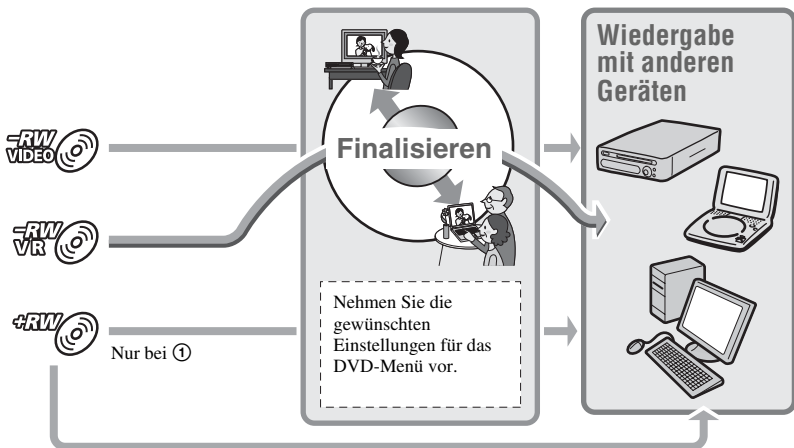 Wiedergabe
mit anderen
Geräten
-RW
VIDEO
Finalisieren
-RW
VR
+RW
Nur bei ①
Nehmen Sie die
gewünschten
Einstellungen für das
DVD-Menü vor.